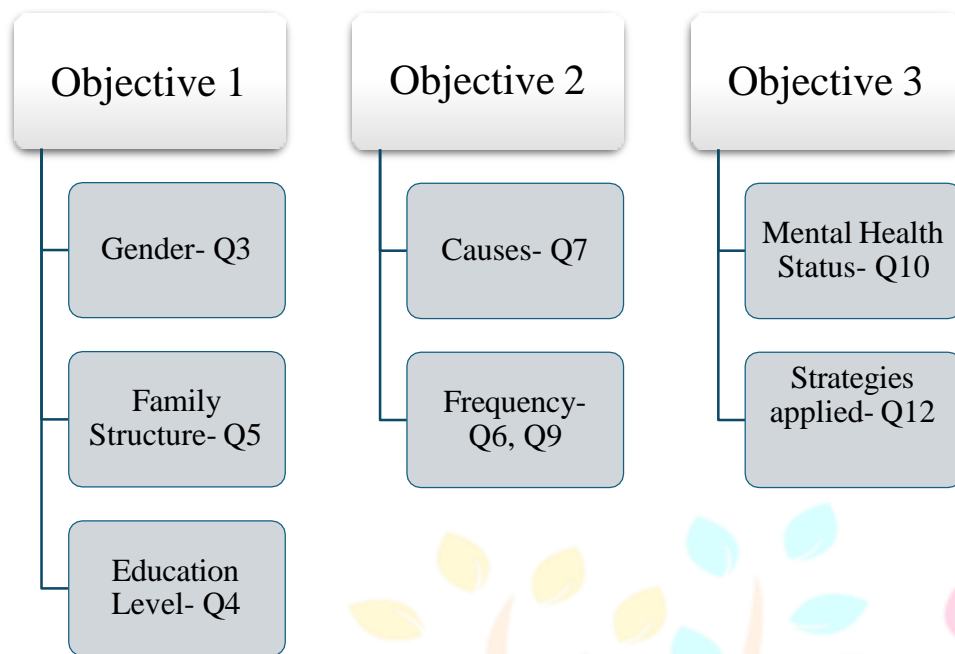 Objective 1
Gender- Q3
Family
Structure- Q5
Education
Level- Q4
Objective 2
Causes- Q7
Frequency-
Q6, Q9
Objective 3
Mental Health
Status- Q10
Strategies
applied- Q12